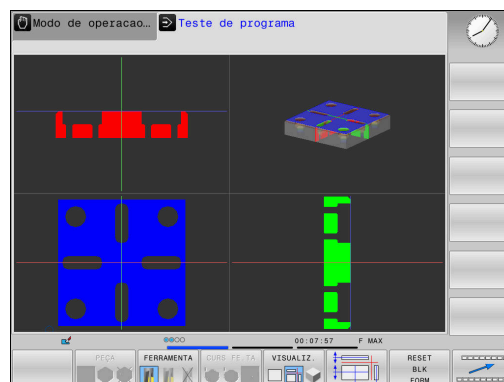 Modo de operacao...
Teste de programa
00:07:57 F MAX
PEÇA
FERRAMENTA
VISUALIZ.
RESET
BLK
FORM